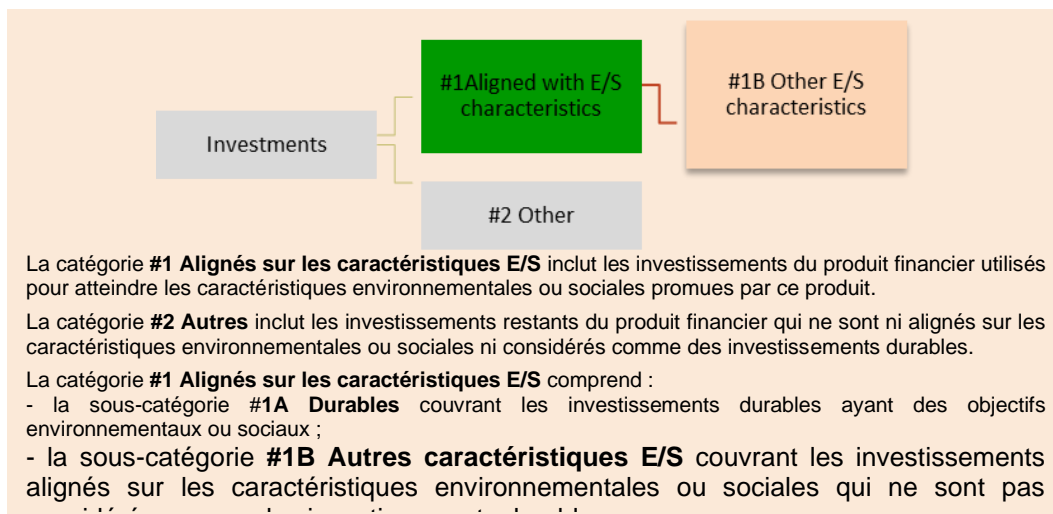 #1Aligned with E/S
characteristics
#1B Other E/S
characteristics
Investments
#2 Other
La catégorie #1 Alignés sur les caractéristiques E/S inclut les investissements du produit financier utilisés
pour atteindre les caractéristiques environnementales ou sociales promues par ce produit.
La catégorie #2 Autres inclut les investissements restants du produit financier qui ne sont ni alignés sur les
caractéristiques environnementales ou sociales ni considérés comme des investissements durables.
La catégorie #1 Alignés sur les caractéristiques E/S comprend :
- la sous-catégorie #1A Durables couvrant les investissements durables ayant des objectifs
environnementaux ou sociaux ;
- la sous-catégorie #1B Autres caractéristiques E/S couvrant les investissements
alignés sur les caractéristiques environnementales ou sociales qui ne sont pas